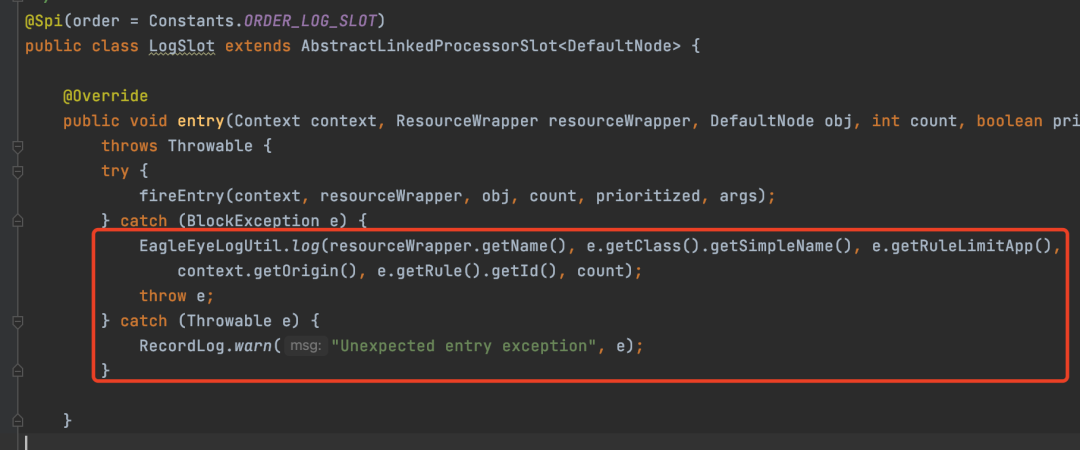 @Spi(order = Constants.ORDER_LOG_SLOT)
public class LogSlot extends AbstractLinkedProcessorSlot<DefaultNode> {
@Override
public void entry(Context context, ResourceWrapper resourceWrapper, DefaultNode obj, int count, boolean pri
throws Throwable {
try {
fireEntry(context, resourceWrapper, obj, count, prioritized, args);
} catch (BlockException e) {
EagleEyeLogUtil.log(resourceWrapper.getName(), e.getClass().getSimpleName(), e.getRuleLimitApp(),
context.getOrigin(), e.getRule().getId(), count);
throw e;
} catch (Throwable e) {
RecordLog.warn( msg: "Unexpected entry exception", e);
}
}